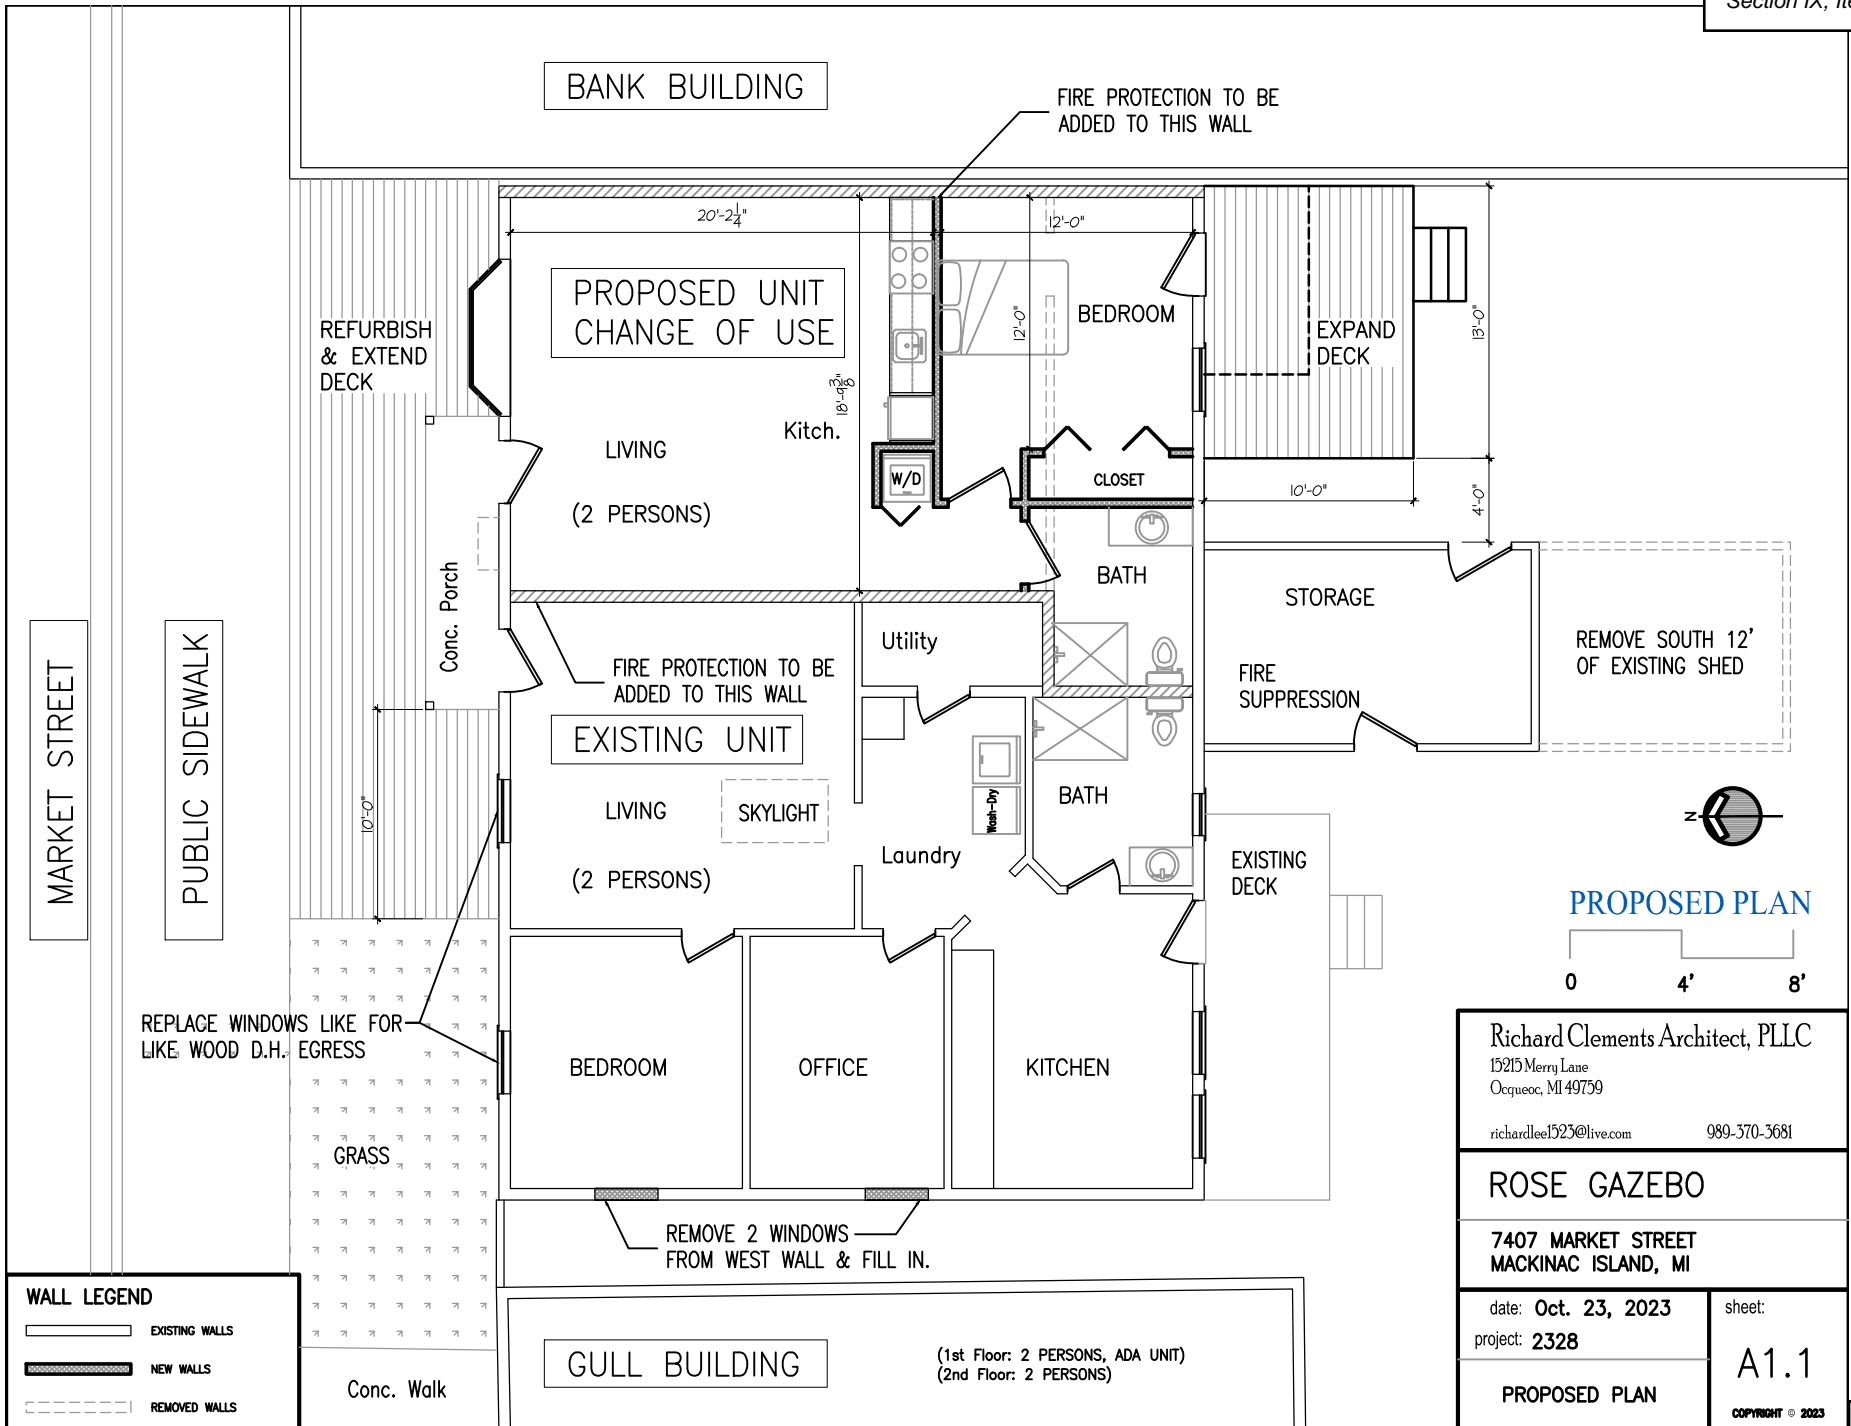 Section IX, Ite
BANK BUILDING
FIRE PROTECTION TO BE
ADDED TO THIS WALL
20'-2 1/4"
12'-0"
PROPOSED UNIT
CHANGE OF USE
REFURBISH
& EXTEND
DECK
BEDROOM
12'-0"
EXPAND
DECK
13'-0"
18'-9 3/8"
Kitch.
LIVING
(2 PERSONS)
W/D
CLOSET
10'-0"
4'-0"
BATH
STORAGE
Conc. Porch
Utility
FIRE PROTECTION TO BE
ADDED TO THIS WALL
FIRE
SUPPRESSION
REMOVE SOUTH 12'
OF EXISTING SHED
MARKET STREET
PUBLIC SIDEWALK
EXISTING UNIT
LIVING
SKYLIGHT
(2 PERSONS)
10'-0"
Wash-Dry
BATH
Laundry
EXISTING
DECK
N
PROPOSED PLAN
0 4' 8'
REPLACE WINDOWS LIKE FOR
LIKE WOOD D.H. EGRESS
BEDROOM
OFFICE
KITCHEN
GRASS
REMOVE 2 WINDOWS
FROM WEST WALL & FILL IN.
Richard Clements Architect, PLLC
15215 Merry Lane
Ocqueoc, MI 49759
richardlee1523@live.com 989-370-3681
ROSE GAZEBO
7407 MARKET STREET
MACKINAC ISLAND, MI
date: Oct. 23, 2023
project: 2328
PROPOSED PLAN
sheet:
A1.1
COPYRIGHT © 2023
WALL LEGEND
EXISTING WALLS
NEW WALLS
REMOVED WALLS
Conc. Walk
GULL BUILDING
(1st Floor: 2 PERSONS, ADA UNIT)
(2nd Floor: 2 PERSONS)